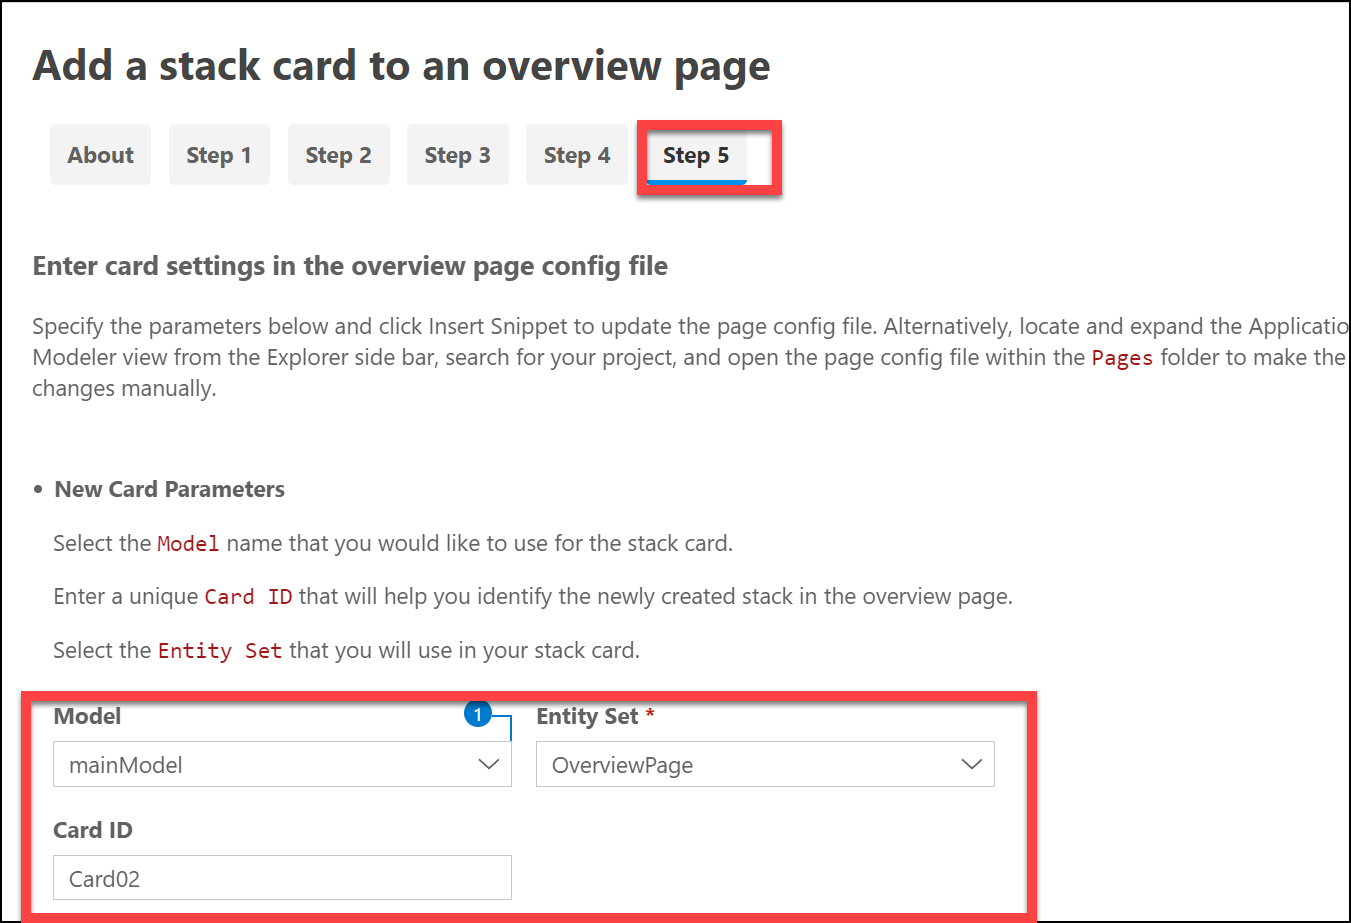 Add a stack card to an overview page
About Step 1 Step 2 Step 3 Step 4 Step 5
Enter card settings in the overview page config file
Specify the parameters below and click Insert Snippet to update the page config file. Alternatively, locate and expand the Applicatio
Modeler view from the Explorer side bar, search for your project, and open the page config file within the Pages folder to make the
changes manually.
• New Card Parameters
Select the Model name that you would like to use for the stack card.
Enter a unique Card ID that will help you identify the newly created stack in the overview page.
Select the Entity Set that you will use in your stack card.
Model 1 Entity Set *
mainModel OverviewPage
Card ID
Card02